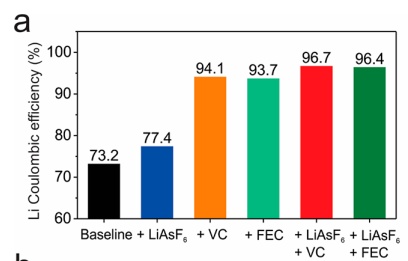 a
Li Coulombic efficiency (%)
100
90
80
70
60
73.2
77.4
94.1
93.7
96.7
96.4
Baseline + LiAsF₆ + VC + FEC + LiAsF₆ + LiAsF₆
+ VC + FEC